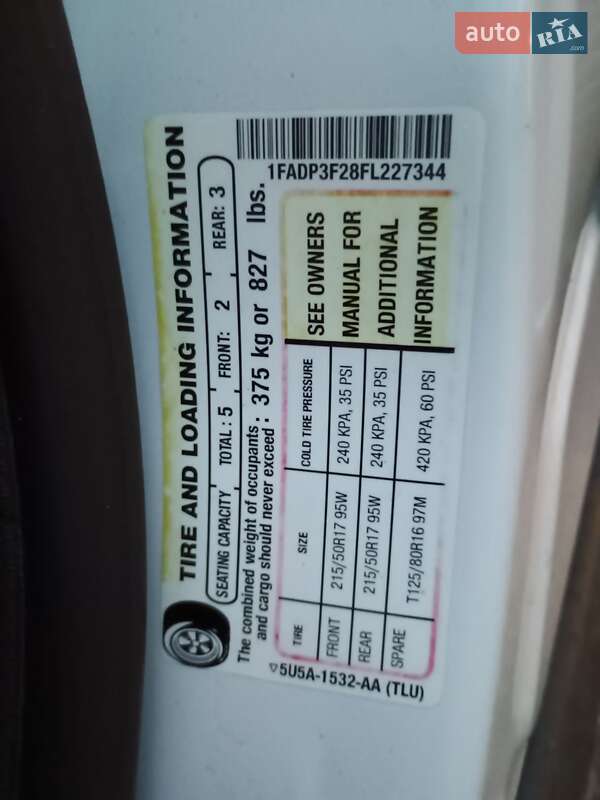 auto RIA .com
1FADP3F28FL227344
TIRE AND LOADING INFORMATION
SEATING CAPACITY TOTAL : 5 FRONT: 2 REAR: 3
The combined weight of occupants
and cargo should never exceed : 375 kg or 827 lbs.
TIRE SIZE COLD TIRE PRESSURE
FRONT 215/50R17 95W 240 KPA, 35 PSI
REAR 215/50R17 95W 240 KPA, 35 PSI
SPARE T125/80R16 97M 420 KPA, 60 PSI
SEE OWNERS
MANUAL FOR
ADDITIONAL
INFORMATION
5U5A-1532-AA (TLU)